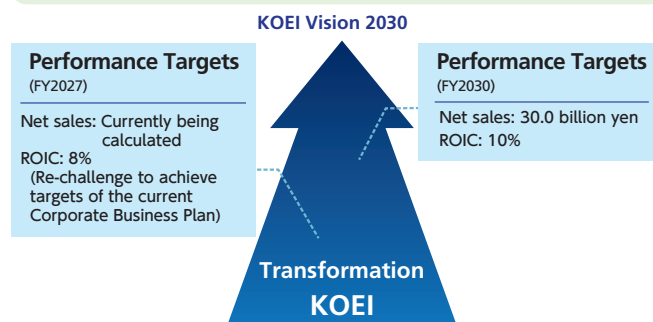 KOEI Vision 2030
Performance Targets
(FY2027)
Net sales: Currently being
calculated
ROIC: 8%
(Re-challenge to achieve
targets of the current
Corporate Business Plan)
Performance Targets
(FY2030)
Net sales: 30.0 billion yen
ROIC: 10%
Transformation
KOEI